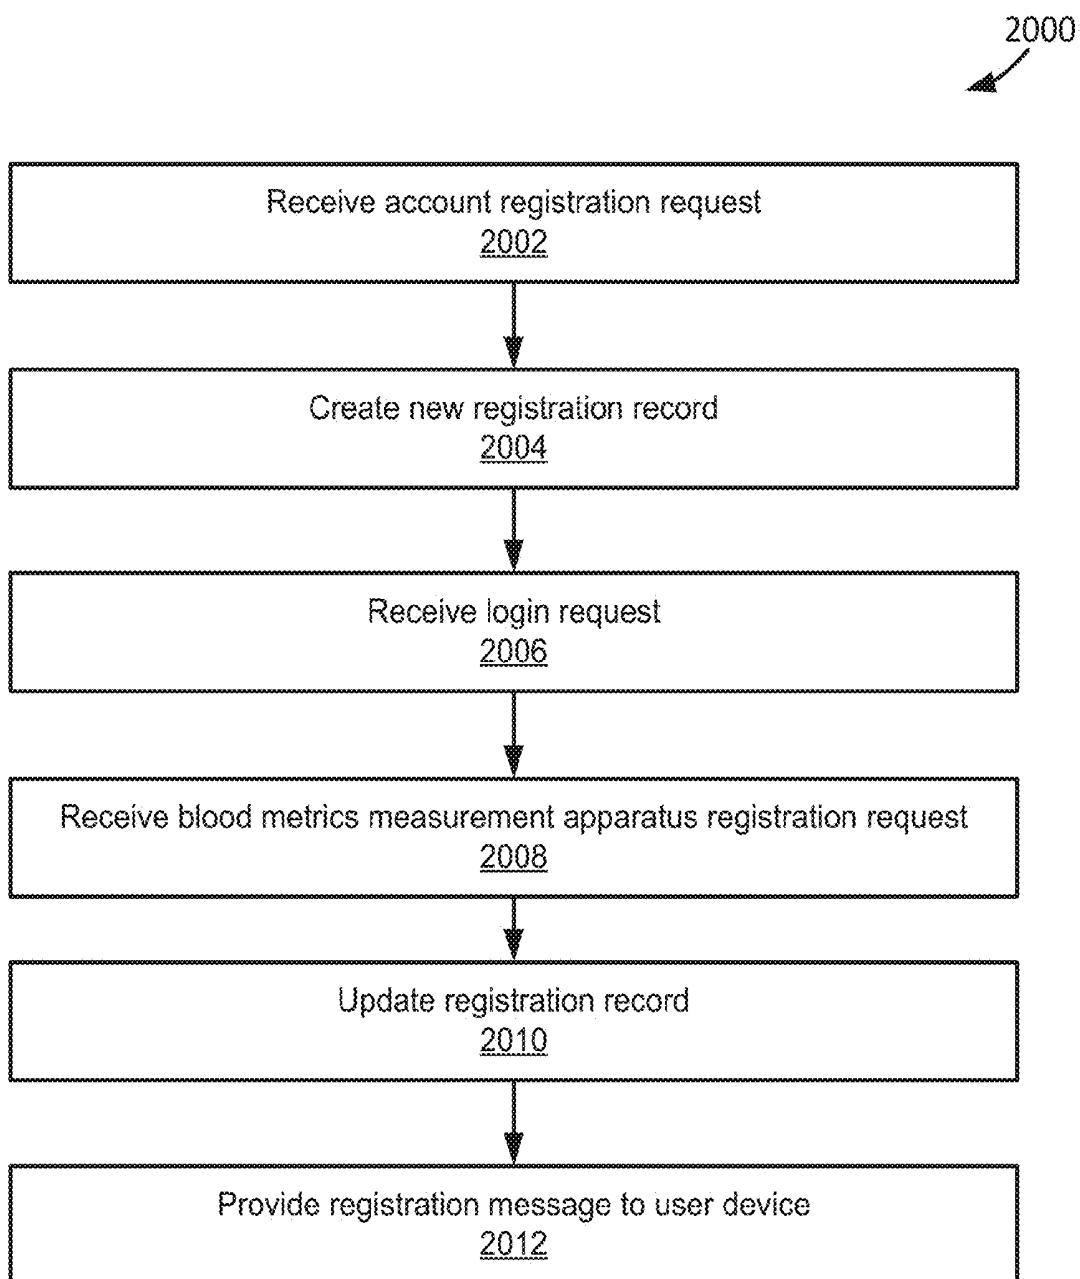 2000
Receive account registration request
2002
Create new registration record
2004
Receive login request
2006
Receive blood metrics measurement apparatus registration request
2008
Update registration record
2010
Provide registration message to user device
2012